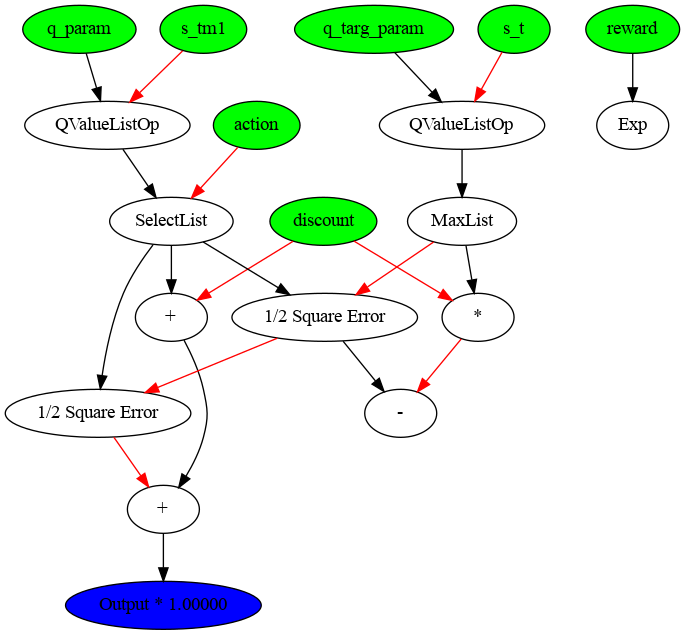 q_param
s_tm1
q_targ_param
s_t
reward
QValueListOp
action
QValueListOp
Exp
SelectList
discount
MaxList
+
1/2 Square Error
*
1/2 Square Error
-
+
Output * 1.00000